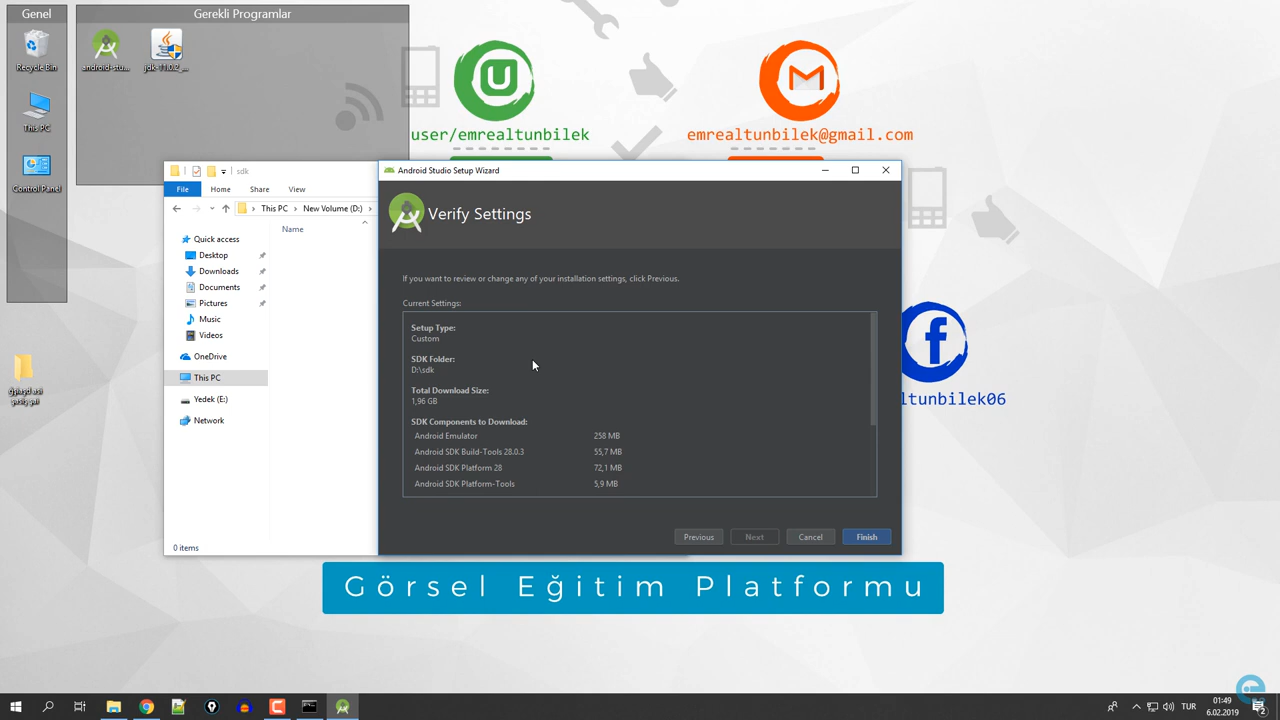 Genel
Gerekli Programlar
Recycle Bin
android-stu...
jdk-11.0.2_...
This PC
Control Panel
user/emrealtunbilek
emrealtunbilek@gmail.com
ltunbilek06
sdk
File
Home
Share
View
This PC
New Volume (D:)
Name
Quick access
Desktop
Downloads
Documents
Pictures
Music
Videos
OneDrive
This PC
Yedek (E:)
Network
0 items
Android Studio Setup Wizard
Verify Settings
If you want to review or change any of your installation settings, click Previous.
Current Settings:
Setup Type:
Custom
SDK Folder:
D:\sdk
Total Download Size:
1,96 GB
SDK Components to Download:
Android Emulator 258 MB
Android SDK Build-Tools 28.0.3 55,7 MB
Android SDK Platform 28 72,1 MB
Android SDK Platform-Tools 5,9 MB
Previous
Next
Cancel
Finish
Görsel Eğitim Platformu
TUR
01:49
6.02.2019